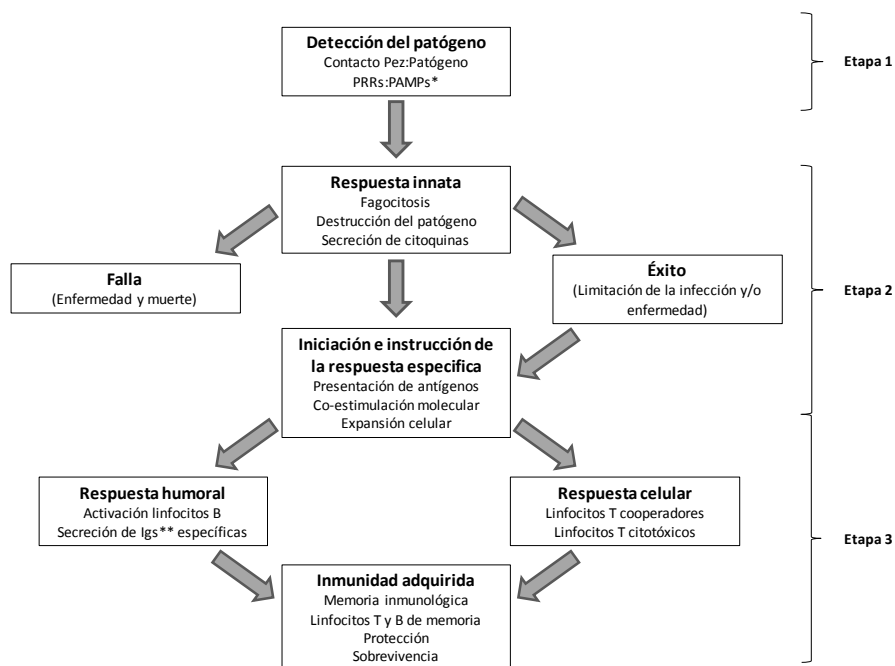 Detección del patógeno
Contacto Pez:Patógeno
PRRs:PAMPs*
Etapa 1
Respuesta innata
Fagocitosis
Destrucción del patógeno
Secreción de citoquinas
Falla
(Enfermedad y muerte)
Éxito
(Limitación de la infección y/o
enfermedad)
Etapa 2
Iniciación e instrucción de
la respuesta especifica
Presentación de antígenos
Co-estimulación molecular
Expansión celular
Respuesta humoral
Activación linfocitos B
Secreción de Igs** específicas
Respuesta celular
Linfocitos T cooperadores
Linfocitos T citotóxicos
Etapa 3
Inmunidad adquirida
Memoria inmunológica
Linfocitos T y B de memoria
Protección
Sobrevivencia